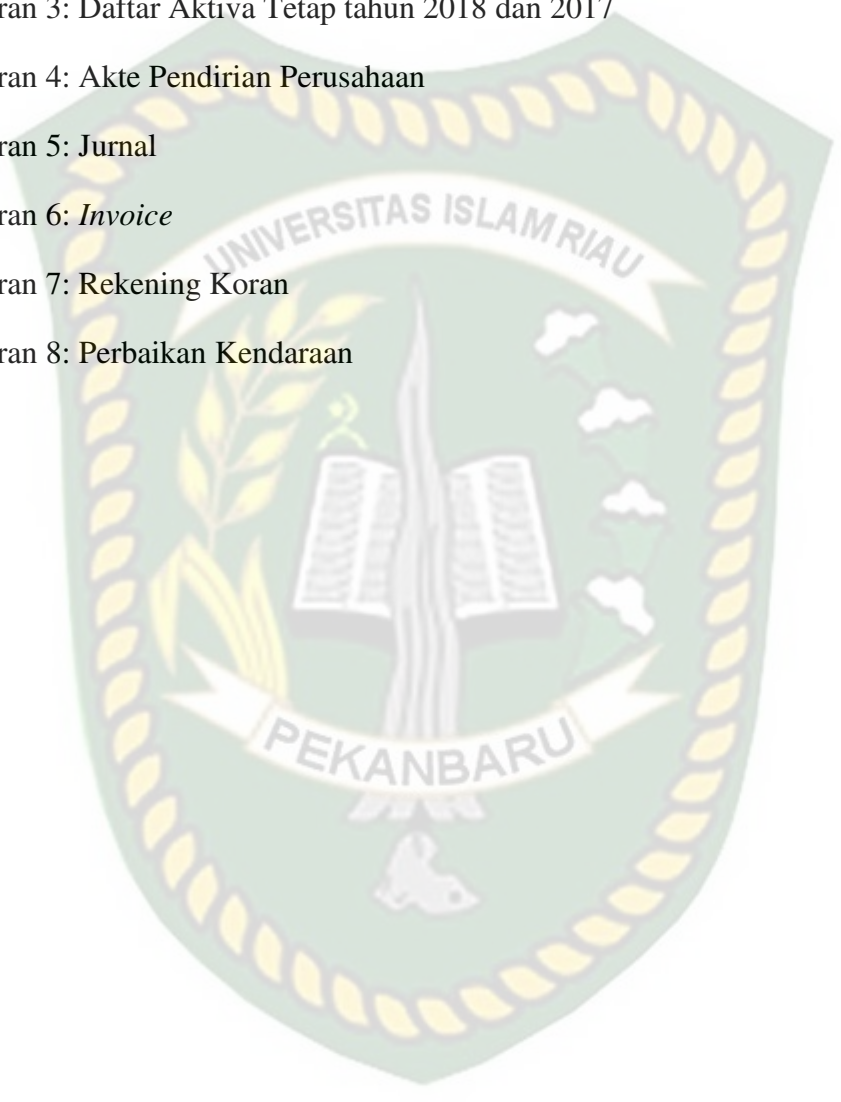 ran 3: Daftar Aktiva Tetap tahun 2018 dan 2017
ran 4: Akte Pendirian Perusahaan
ran 5: Jurnal
ran 6: Invoice
ran 7: Rekening Koran
ran 8: Perbaikan Kendaraan
UNIVERSITAS ISLAM RIAU
PEKANBARU